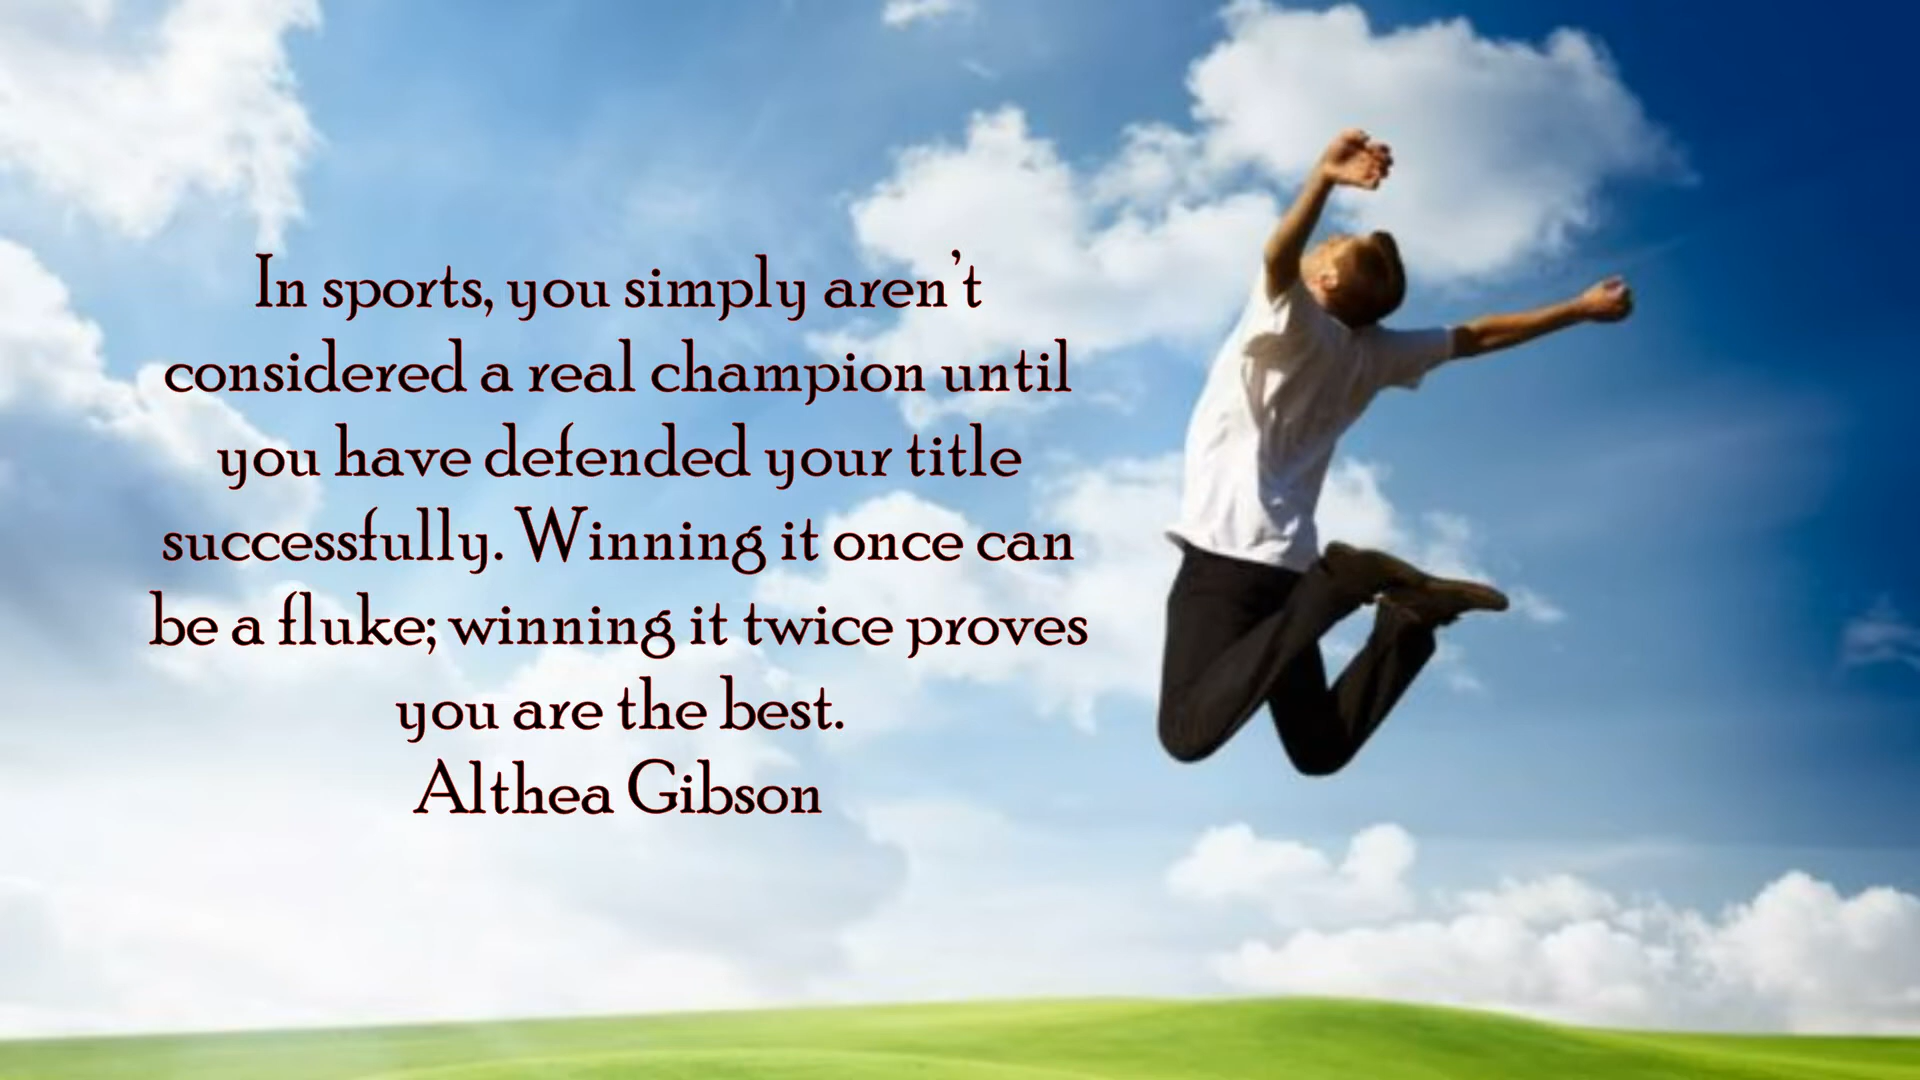 In sports, you simply aren't
considered a real champion until
you have defended your title
successfully. Winning it once can
be a fluke; winning it twice proves
you are the best.
Althea Gibson